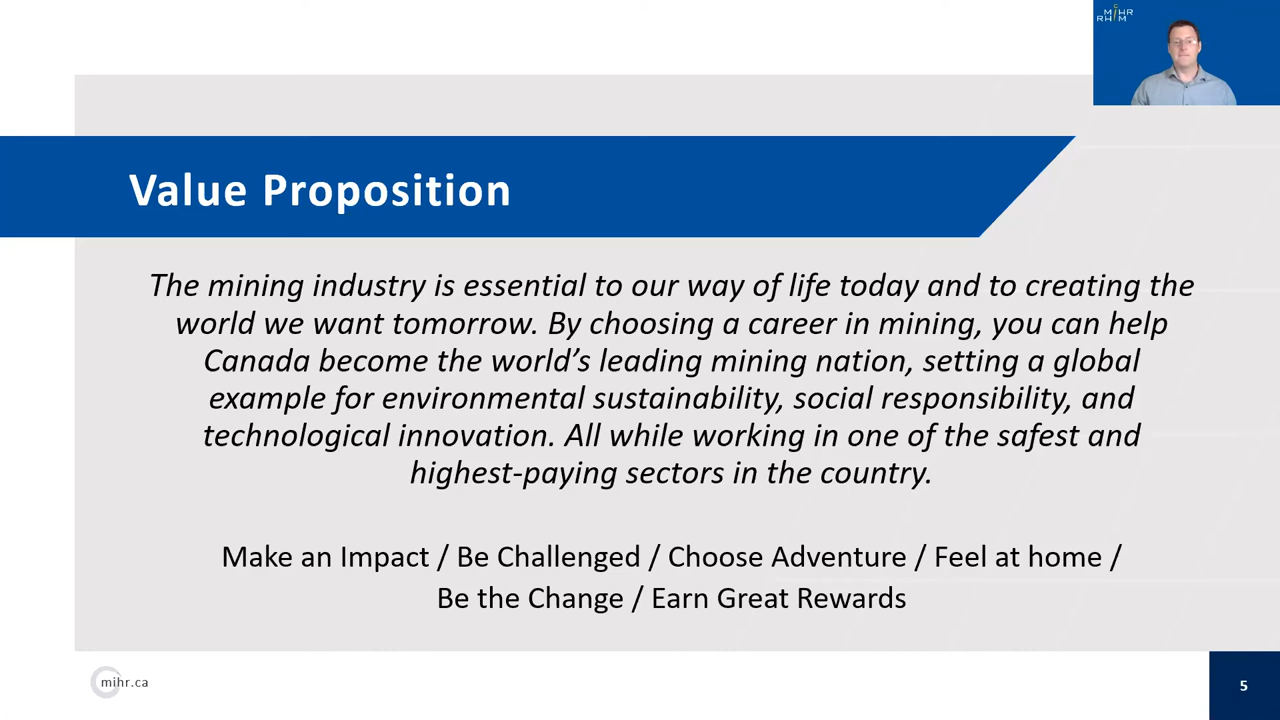 MiHR
RHiM
Value Proposition
The mining industry is essential to our way of life today and to creating the
world we want tomorrow. By choosing a career in mining, you can help
Canada become the world’s leading mining nation, setting a global
example for environmental sustainability, social responsibility, and
technological innovation. All while working in one of the safest and
highest-paying sectors in the country.
Make an Impact / Be Challenged / Choose Adventure / Feel at home /
Be the Change / Earn Great Rewards
mihr.ca
5